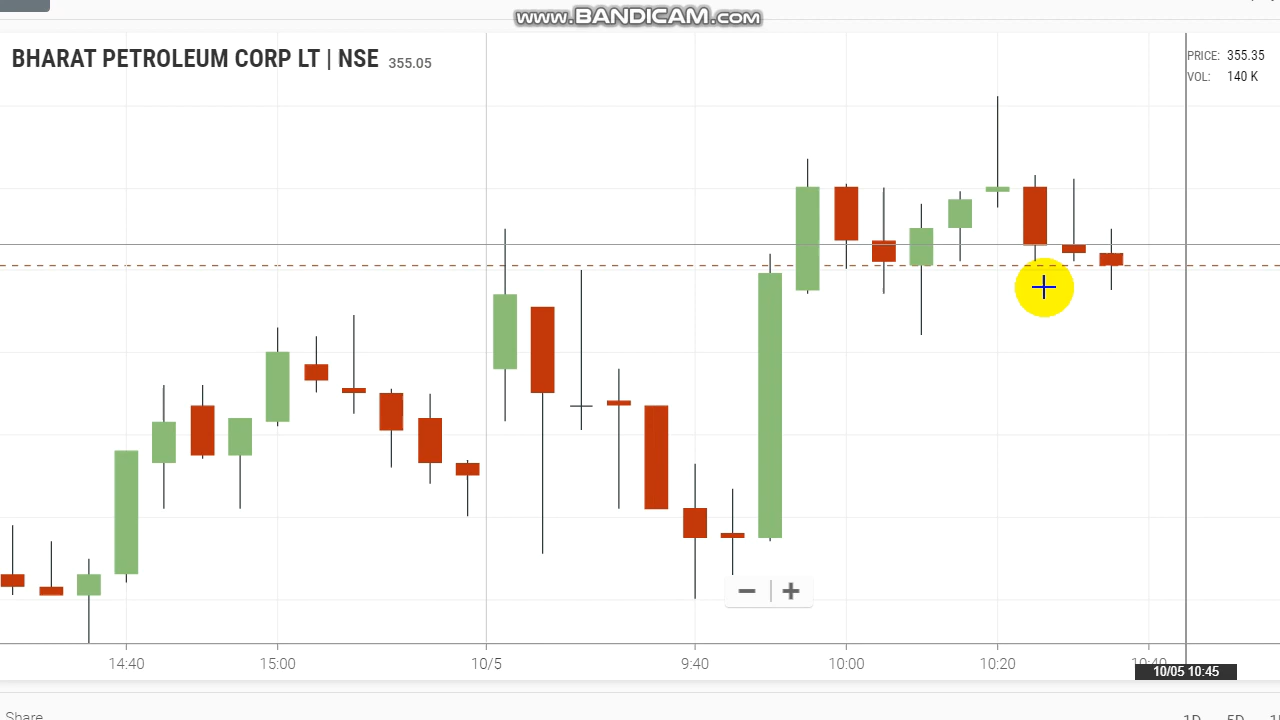 www.BANDICAM.com
BHARAT PETROLEUM CORP LT | NSE 355.05
PRICE: 355.35
VOL: 140 K
14:40 15:00 10/5 9:40 10:00 10:20 10:40
10/05 10:45
Share 1D 5D